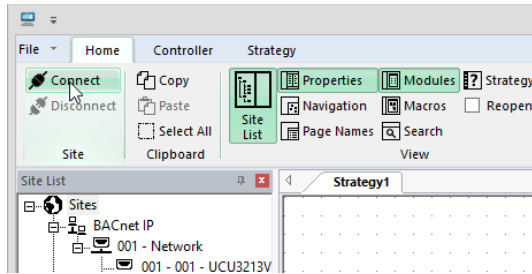 File Home Controller Strategy
Connect Copy Properties Modules Strategy
Disconnect Paste Navigation Macros Reopen
Select All Site List Page Names Search
Site Clipboard View
Site List Strategy1
Sites
BACnet IP
001 - Network
001 - 001 - UCU3213V